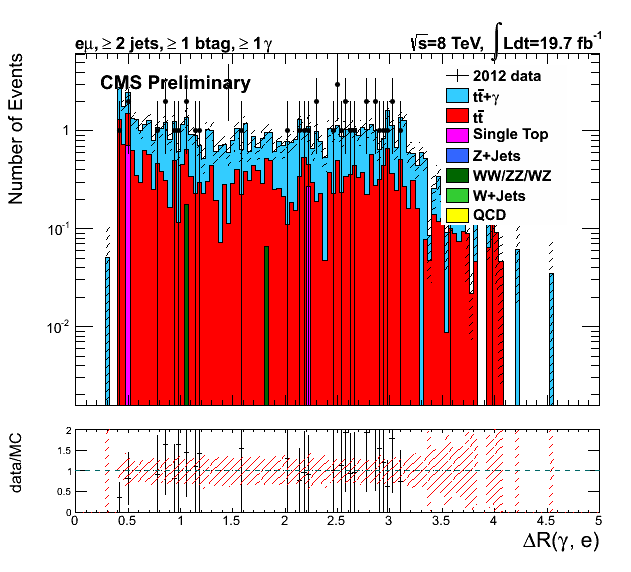 eμ, ≥ 2 jets, ≥ 1 btag, ≥ 1 γ
√s=8 TeV, ∫ Ldt=19.7 fb⁻¹
CMS Preliminary
2012 data
tt̄+γ
tt̄
Single Top
Z+Jets
WW/ZZ/WZ
W+Jets
QCD
Number of Events
1
10⁻¹
10⁻²
data/MC
2
1.5
1
0.5
0
0 0.5 1 1.5 2 2.5 3 3.5 4 4.5 5
ΔR(γ, e)